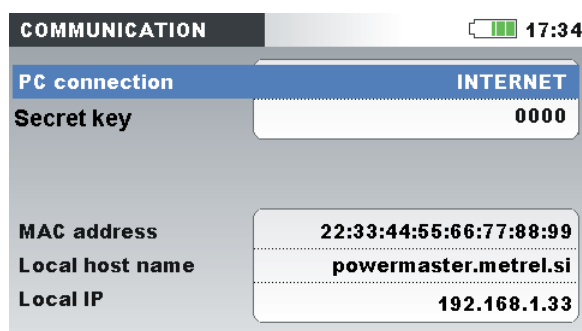 COMMUNICATION 17:34
PC connection INTERNET
Secret key 0000
MAC address 22:33:44:55:66:77:88:99
Local host name powermaster.metrel.si
Local IP 192.168.1.33